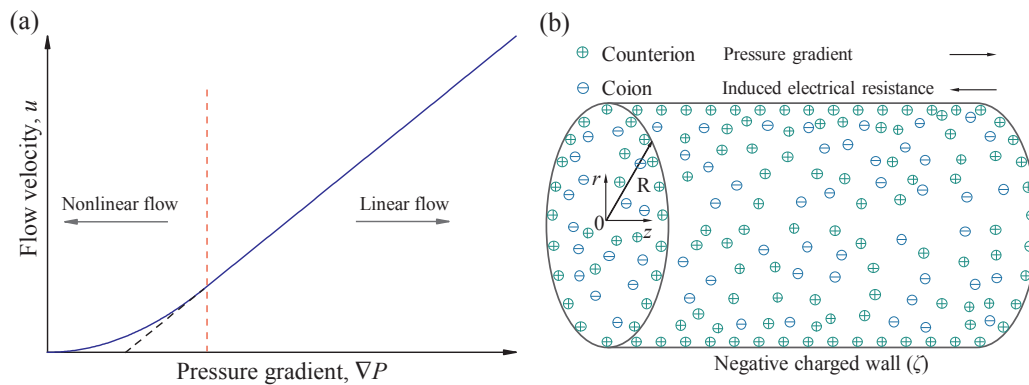 (a)
Flow velocity, u
Nonlinear flow
Linear flow
Pressure gradient, ∇P
(b)
⊕ Counterion
Pressure gradient
⊖ Coion
Induced electrical resistance
r
R
0
z
Negative charged wall (ζ)